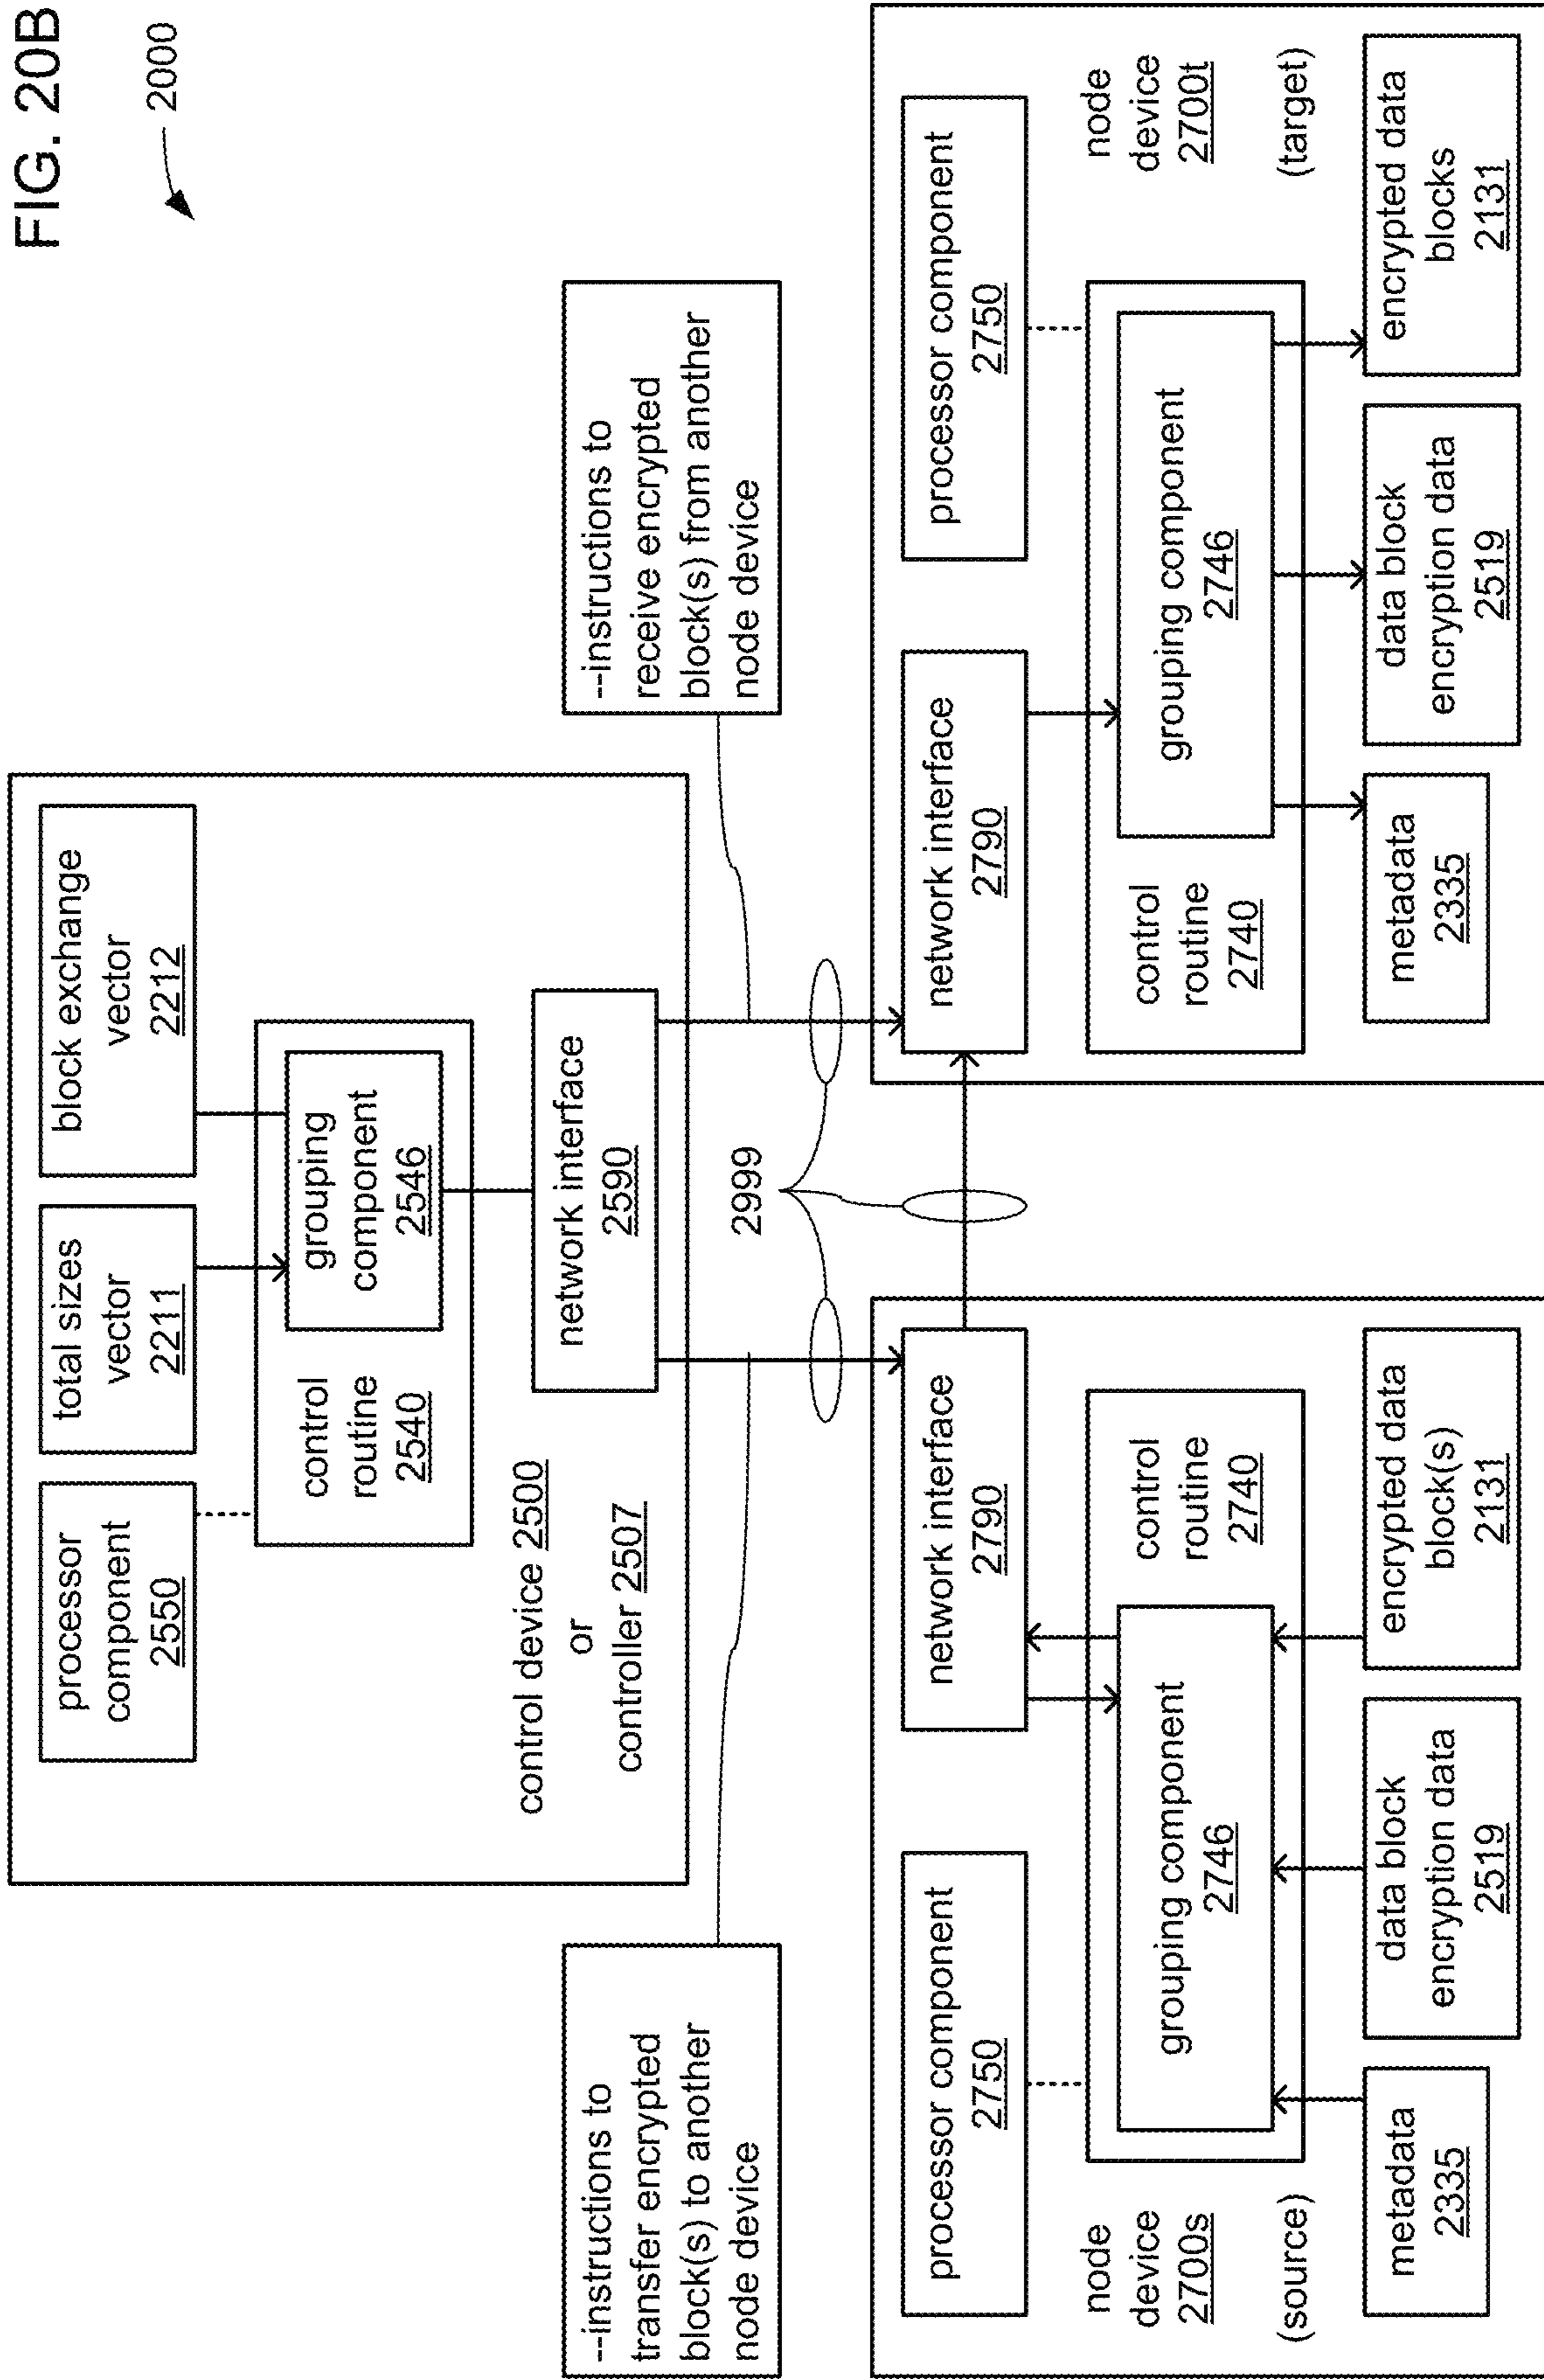 FIG. 20B
2000
processor
component
2550
total sizes
vector
2211
block exchange
vector
2212
control
routine
2540
grouping
component
2546
control device 2500
or
controller 2507
network interface
2590
--instructions to
transfer encrypted
block(s) to another
node device
2999
--instructions to
receive encrypted
block(s) from another
node device
processor component
2750
network interface
2790
node
device
2700s
(source)
grouping component
2746
control
routine
2740
metadata
2335
data block
encryption data
2519
encrypted data
block(s)
2131
network interface
2790
processor component
2750
control
routine
2740
grouping component
2746
node
device
2700t
(target)
metadata
2335
data block
encryption data
2519
encrypted data
blocks
2131